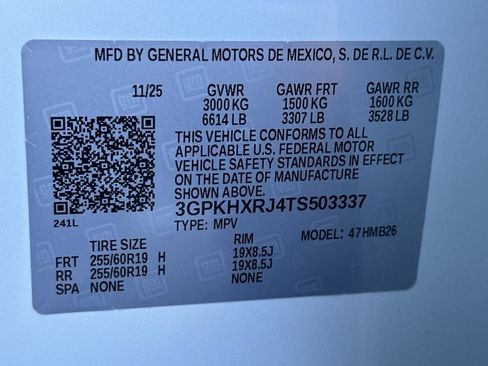 MFD BY GENERAL MOTORS DE MEXICO, S. DE R.L. DE C.V.
11/25 GVWR GAWR FRT GAWR RR
3000 KG 1500 KG 1600 KG
6614 LB 3307 LB 3528 LB
THIS VEHICLE CONFORMS TO ALL
APPLICABLE U.S. FEDERAL MOTOR
VEHICLE SAFETY STANDARDS IN EFFECT
ON THE DATE OF MANUFACTURE
SHOWN ABOVE.
3GPKHXRJ4TS503337
241L TYPE: MPV MODEL: 47HMB26
TIRE SIZE RIM
FRT 255/60R19 H 19X8.5J
RR 255/60R19 H 19X8.5J
SPA NONE NONE